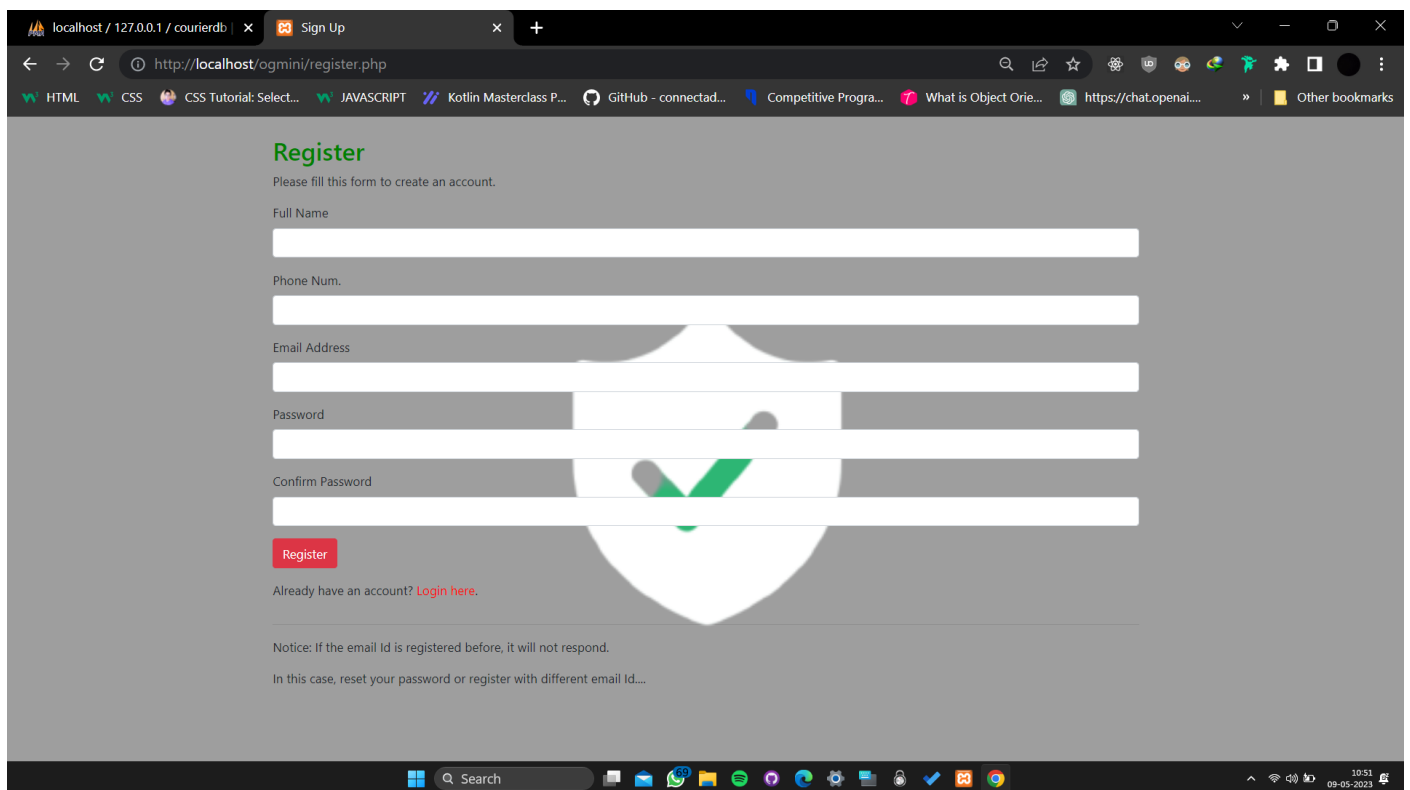 localhost / 127.0.0.1 / courierdb |
Sign Up
http://localhost/ogmini/register.php
HTML CSS CSS Tutorial: Select... JAVASCRIPT Kotlin Masterclass P... GitHub - connectad... Competitive Progra... What is Object Orie... https://chat.openai.... » Other bookmarks
Register
Please fill this form to create an account.
Full Name
Phone Num.
Email Address
Password
Confirm Password
Register
Already have an account? Login here.
Notice: If the email Id is registered before, it will not respond.
In this case, reset your password or register with different email Id....
Search
69
10:51
09-05-2023